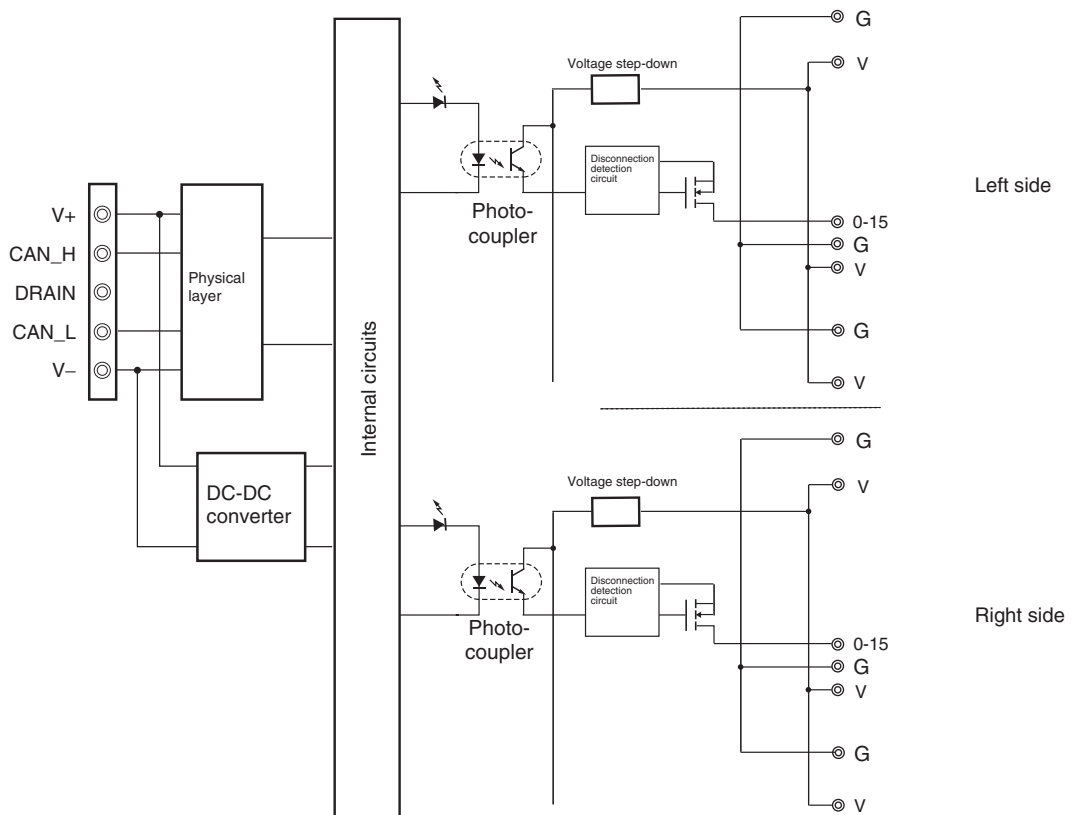 G
Voltage step-down
V
Disconnection
detection
circuit
Left side
V+
Photo-
coupler
0-15
CAN_H
G
Physical
layer
V
DRAIN
CAN_L
G
V–
V
Internal circuits
G
DC-DC
converter
Voltage step-down
V
Disconnection
detection
circuit
Right side
Photo-
coupler
0-15
G
V
G
V